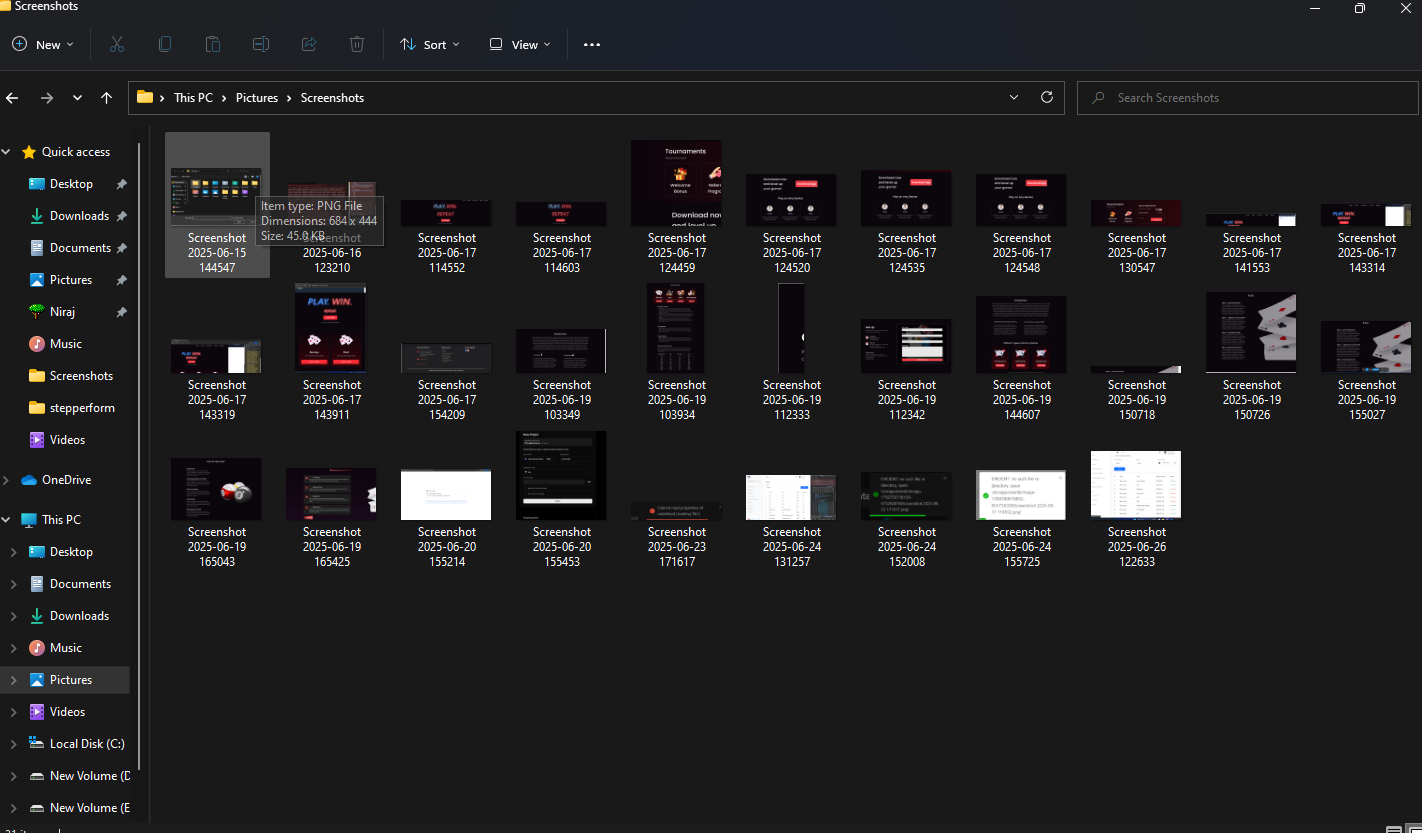 Screenshots
New
Sort
View
This PC
Pictures
Screenshots
Search Screenshots
Quick access
Desktop
Downloads
Documents
Pictures
Niraj
Music
Screenshots
stepperform
Videos
OneDrive
This PC
Desktop
Documents
Downloads
Music
Pictures
Videos
Local Disk (C:)
New Volume (D
New Volume (E
Item type: PNG File
Dimensions: 684 x 444
Size: 45.0 KB
Screenshot
2025-06-15
144547
Screenshot
2025-06-16
123210
Screenshot
2025-06-17
114552
Screenshot
2025-06-17
114603
Tournaments
Welcome
Bonus
Download now
and level up
Screenshot
2025-06-17
124459
Screenshot
2025-06-17
124520
Screenshot
2025-06-17
124535
Screenshot
2025-06-17
124548
Screenshot
2025-06-17
130547
Screenshot
2025-06-17
141553
Screenshot
2025-06-17
143314
Screenshot
2025-06-17
143319
PLAY. WIN.
REPEAT
Screenshot
2025-06-17
143911
Screenshot
2025-06-17
154209
Screenshot
2025-06-19
103349
Screenshot
2025-06-19
103934
Screenshot
2025-06-19
112333
Screenshot
2025-06-19
112342
Screenshot
2025-06-19
144607
Screenshot
2025-06-19
150718
Screenshot
2025-06-19
150726
Screenshot
2025-06-19
155027
Screenshot
2025-06-19
165043
Screenshot
2025-06-19
165425
Screenshot
2025-06-20
155214
Screenshot
2025-06-20
155453
Screenshot
2025-06-23
171617
Screenshot
2025-06-24
131257
Screenshot
2025-06-24
152008
Screenshot
2025-06-24
155725
Screenshot
2025-06-26
122633